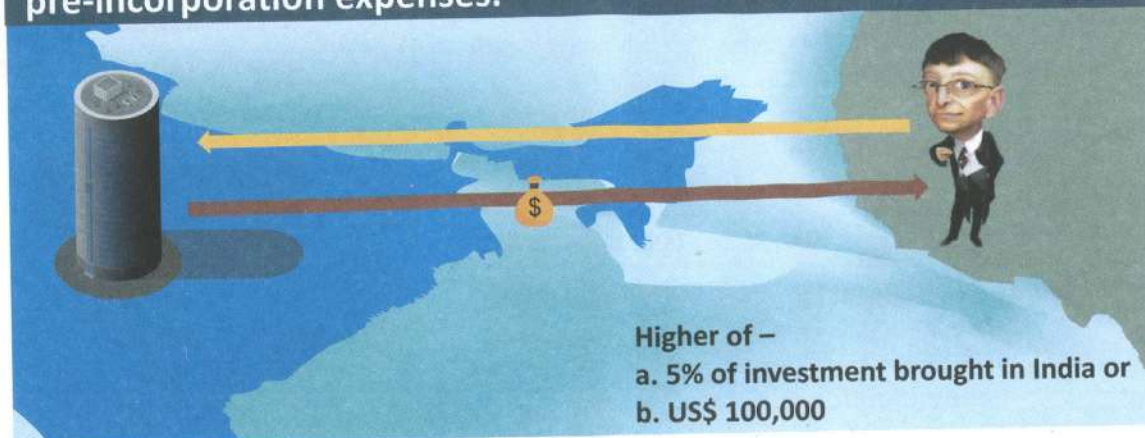 pre-incorporation expenses.
$
Higher of –
a. 5% of investment brought in India or
b. US$ 100,000